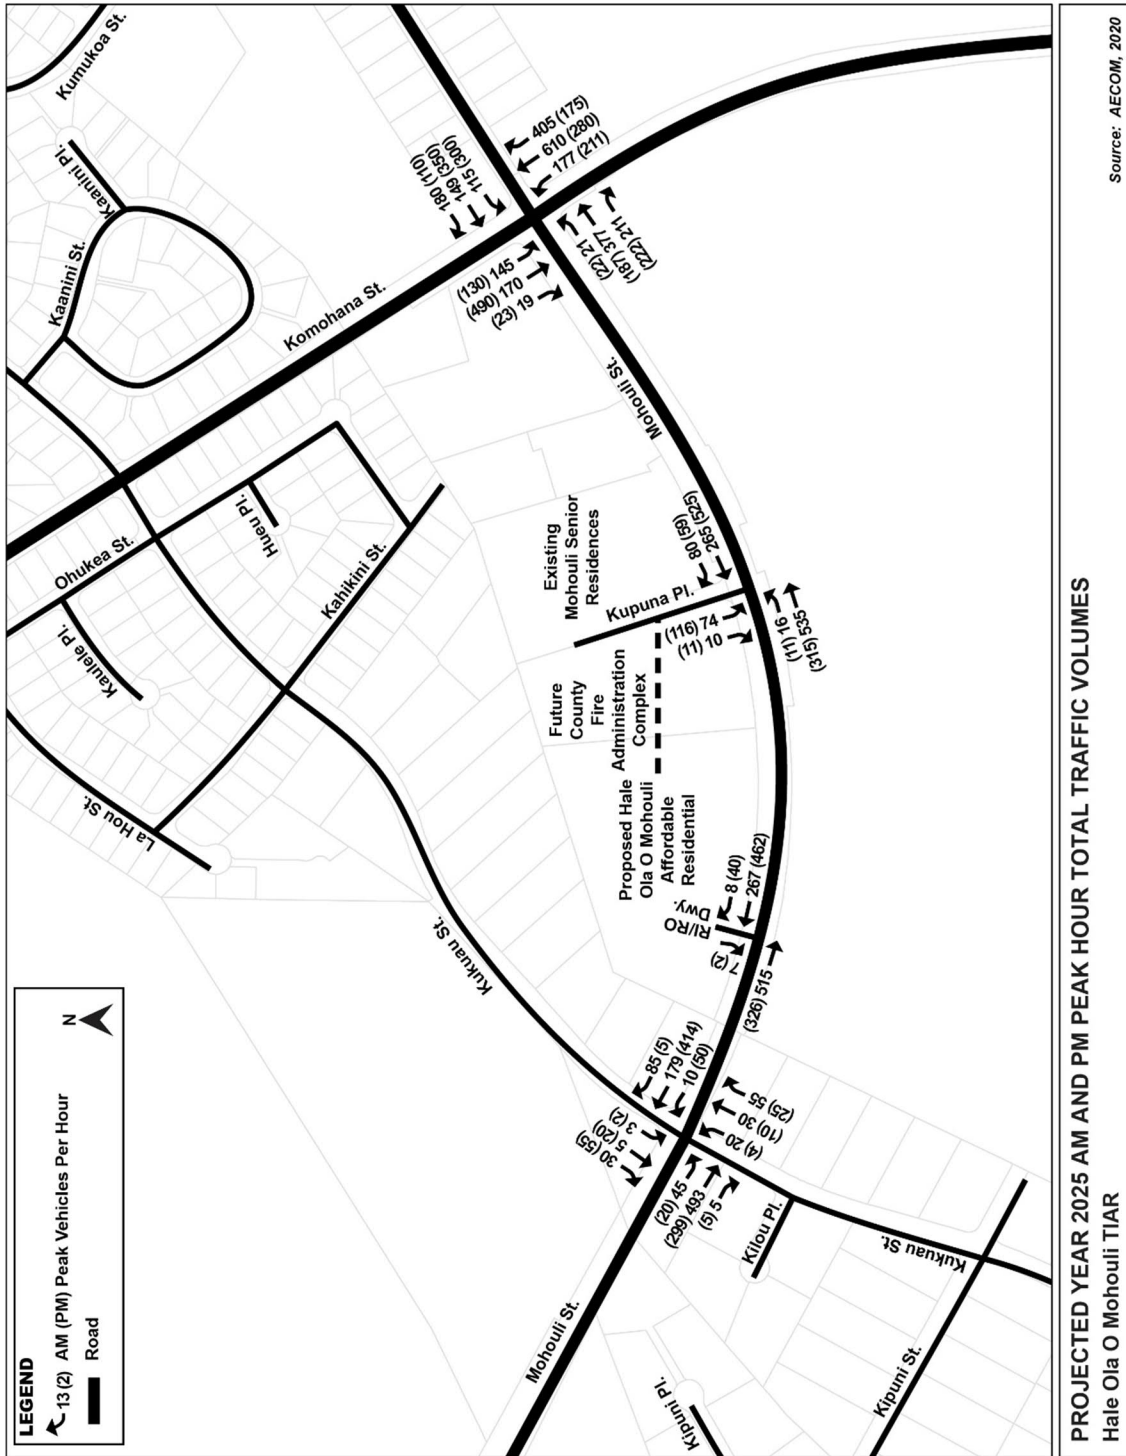 LEGEND
13 (2) AM (PM) Peak Vehicles Per Hour
Road
N
Kumukoa St.
Kaanini Pl.
Kaanini St.
Komohana St.
Ohukea St.
Hueu Pl.
Kaulele Pl.
Kahikini St.
La Hou St.
Kukuau St.
Mohouli St.
180 (110)
149 (350)
115 (300)
405 (175)
610 (280)
177 (211)
(130) 145
(490) 170
(23) 19
(22) 21
(187) 377
(222) 211
Existing
Mohouli Senior
Residences
Kupuna Pl.
80 (59)
265 (525)
(116) 74
(11) 10
(11) 16
(315) 535
Future
County
Fire
Administration
Complex
Proposed Hale
Ola O Mohouli
Affordable
Residential
RI/RO
Dwy.
8 (40)
267 (462)
7 (2)
(326) 515
85 (5)
179 (414)
10 (50)
30 (55)
5 (20)
3 (2)
(20) 45
(299) 493
(5) 5
(4) 20
(10) 30
(25) 55
Mohouli St.
Kilou Pl.
Kukuau St.
Kipuni St.
Kipuni Pl.
PROJECTED YEAR 2025 AM AND PM PEAK HOUR TOTAL TRAFFIC VOLUMES
Hale Ola O Mohouli TIAR
Source: AECOM, 2020